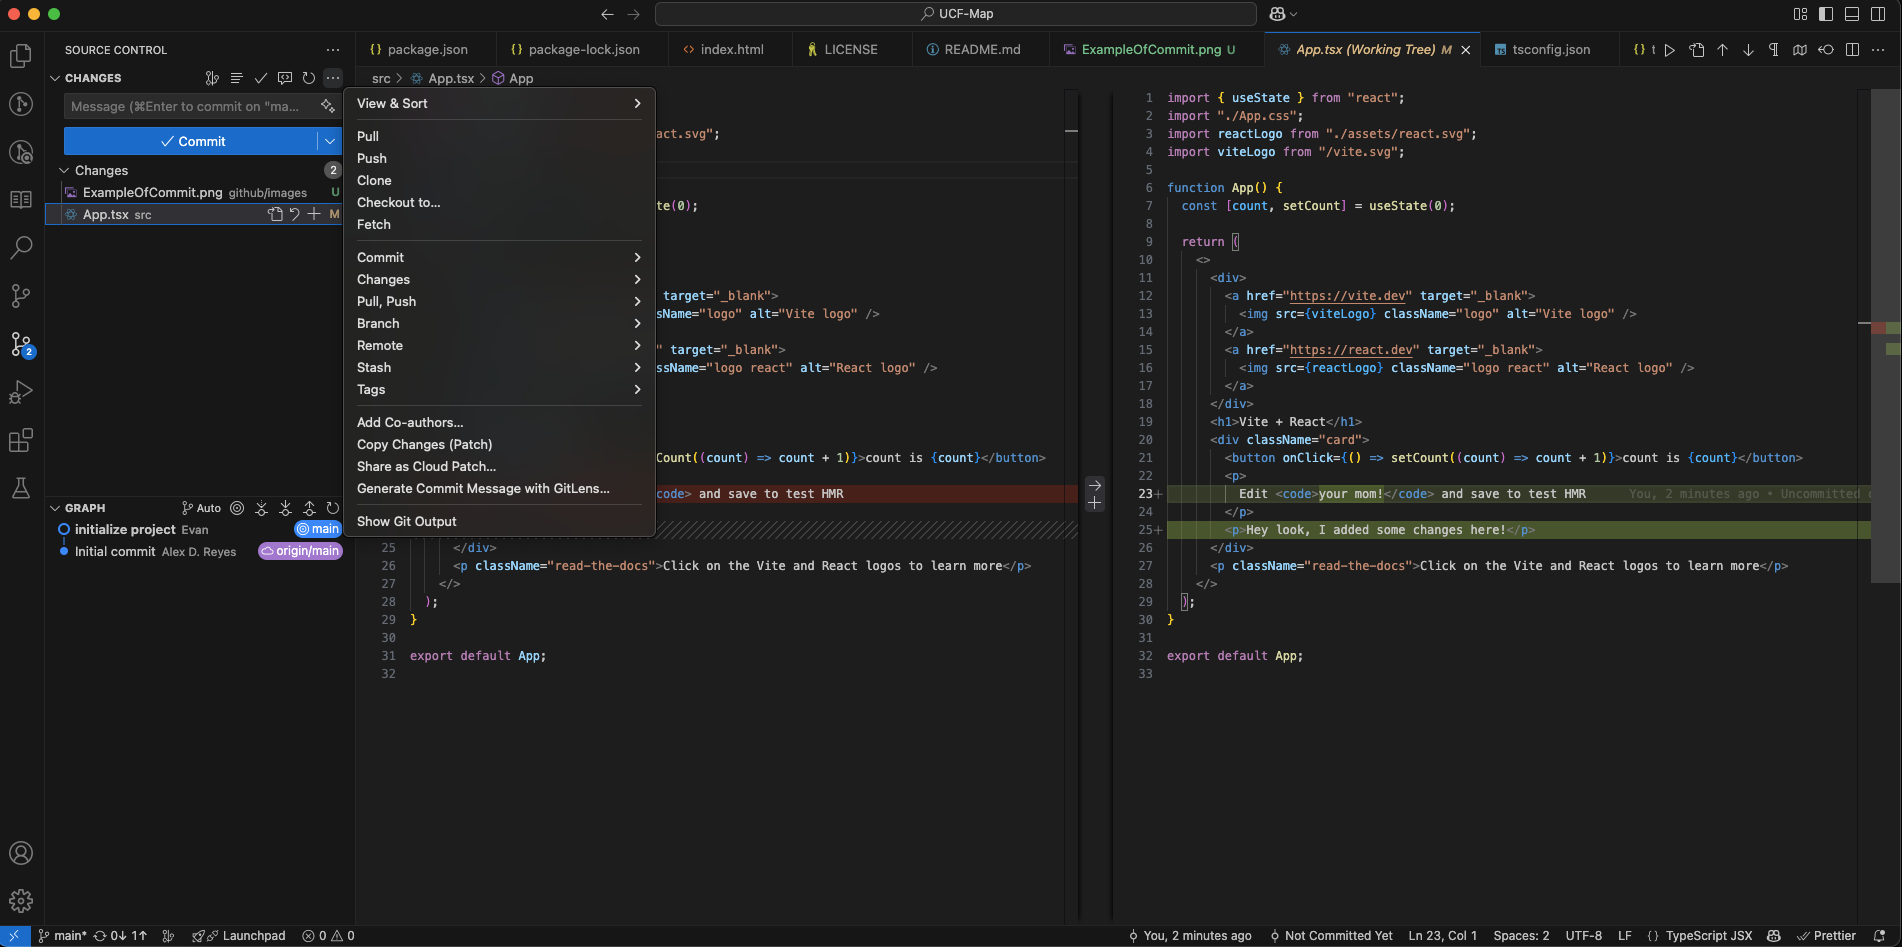 UCF-Map
SOURCE CONTROL
CHANGES
Message (⌘Enter to commit on "ma...
Commit
Changes 2
ExampleOfCommit.png github/images U
App.tsx src M
GRAPH
Auto
initialize project Evan main
Initial commit Alex D. Reyes origin/main
package.json
package-lock.json
index.html
LICENSE
README.md
ExampleOfCommit.png U
App.tsx (Working Tree) M
tsconfig.json
src > App.tsx > App
View & Sort
Pull
Push
Clone
Checkout to...
Fetch
Commit
Changes
Pull, Push
Branch
Remote
Stash
Tags
Add Co-authors...
Copy Changes (Patch)
Share as Cloud Patch...
Generate Commit Message with GitLens...
Show Git Output
act.svg";
te(0);
target="_blank">
sName="logo" alt="Vite logo" />
" target="_blank">
sName="logo react" alt="React logo" />
Count((count) => count + 1)}>count is {count}</button>
code> and save to test HMR
25 </div>
26 <p className="read-the-docs">Click on the Vite and React logos to learn more</p>
27 </>
28 );
29 }
30
31 export default App;
32
1 import { useState } from "react";
2 import "./App.css";
3 import reactLogo from "./assets/react.svg";
4 import viteLogo from "/vite.svg";
5
6 function App() {
7 const [count, setCount] = useState(0);
8
9 return (
10 <>
11 <div>
12 <a href="https://vite.dev" target="_blank">
13 <img src={viteLogo} className="logo" alt="Vite logo" />
14 </a>
15 <a href="https://react.dev" target="_blank">
16 <img src={reactLogo} className="logo react" alt="React logo" />
17 </a>
18 </div>
19 <h1>Vite + React</h1>
20 <div className="card">
21 <button onClick={() => setCount((count) => count + 1)}>count is {count}</button>
22 <p>
23+ Edit <code>your mom!</code> and save to test HMR You, 2 minutes ago • Uncommitted c
24 </p>
25+ <p>Hey look, I added some changes here!</p>
26 </div>
27 <p className="read-the-docs">Click on the Vite and React logos to learn more</p>
28 </>
29 );
30 }
31
32 export default App;
33
2
main* 0↓ 1↑ Launchpad 0 0
You, 2 minutes ago Not Committed Yet Ln 23, Col 1 Spaces: 2 UTF-8 LF {} TypeScript JSX Prettier